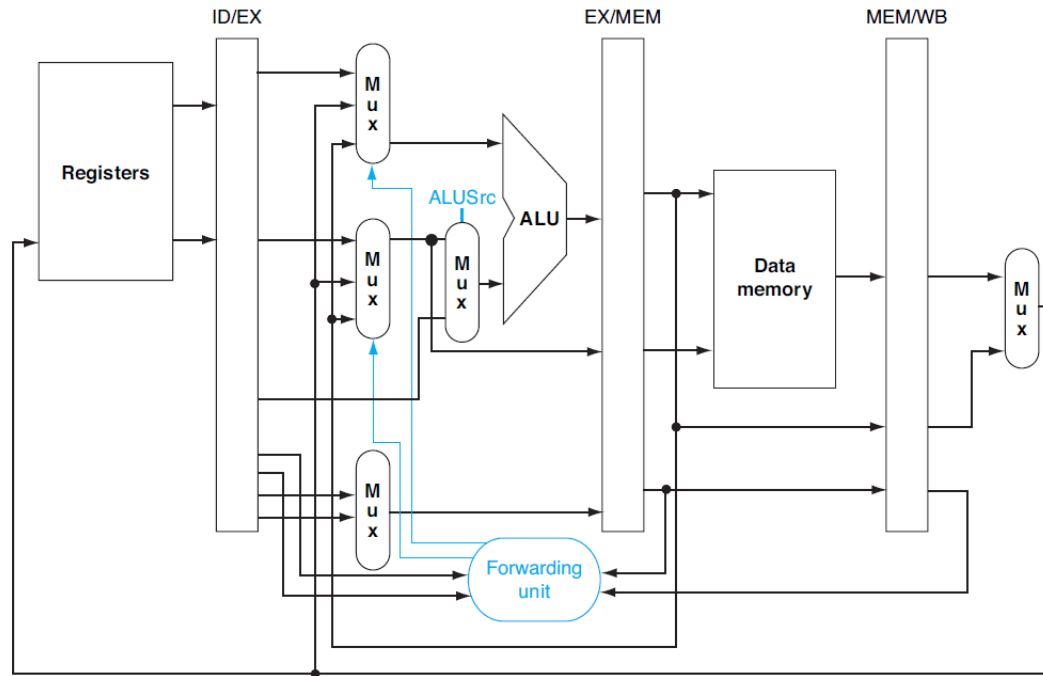 ID/EX
EX/MEM
MEM/WB
M
u
x
Registers
ALUSrc
ALU
M
u
x
M
u
x
Data
memory
M
u
x
M
u
x
Forwarding
unit